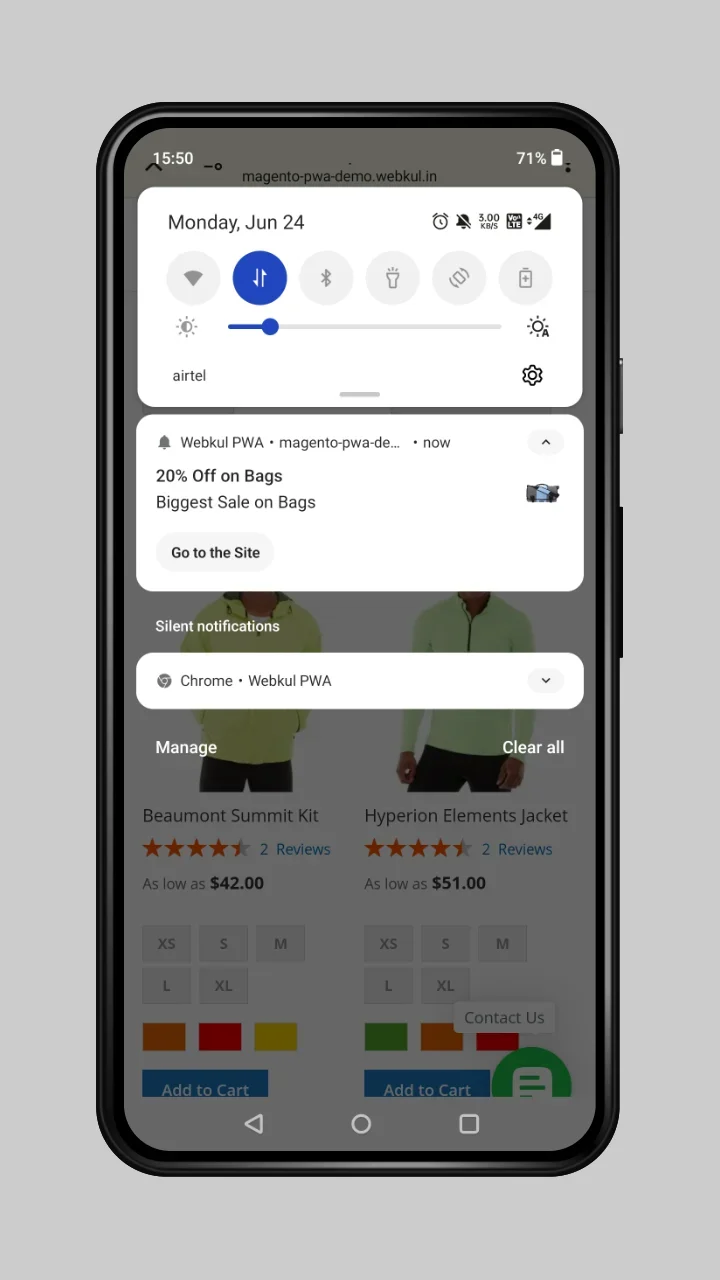 15:50
71%
magento-pwa-demo.webkul.in
Monday, Jun 24
3.00
KB/S
Vo
LTE
4G
A
airtel
Webkul PWA • magento-pwa-de... • now
20% Off on Bags
Biggest Sale on Bags
Go to the Site
Silent notifications
Chrome • Webkul PWA
Manage
Clear all
Beaumont Summit Kit
Hyperion Elements Jacket
2 Reviews
2 Reviews
As low as $42.00
As low as $51.00
XS S M
XS S M
L XL
L XL
Contact Us
Add to Cart
Add to Cart